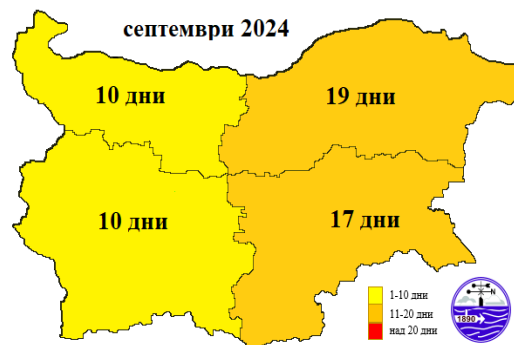 септември 2024
10 дни
19 дни
10 дни
17 дни
1-10 дни
11-20 дни
над 20 дни
N
1890